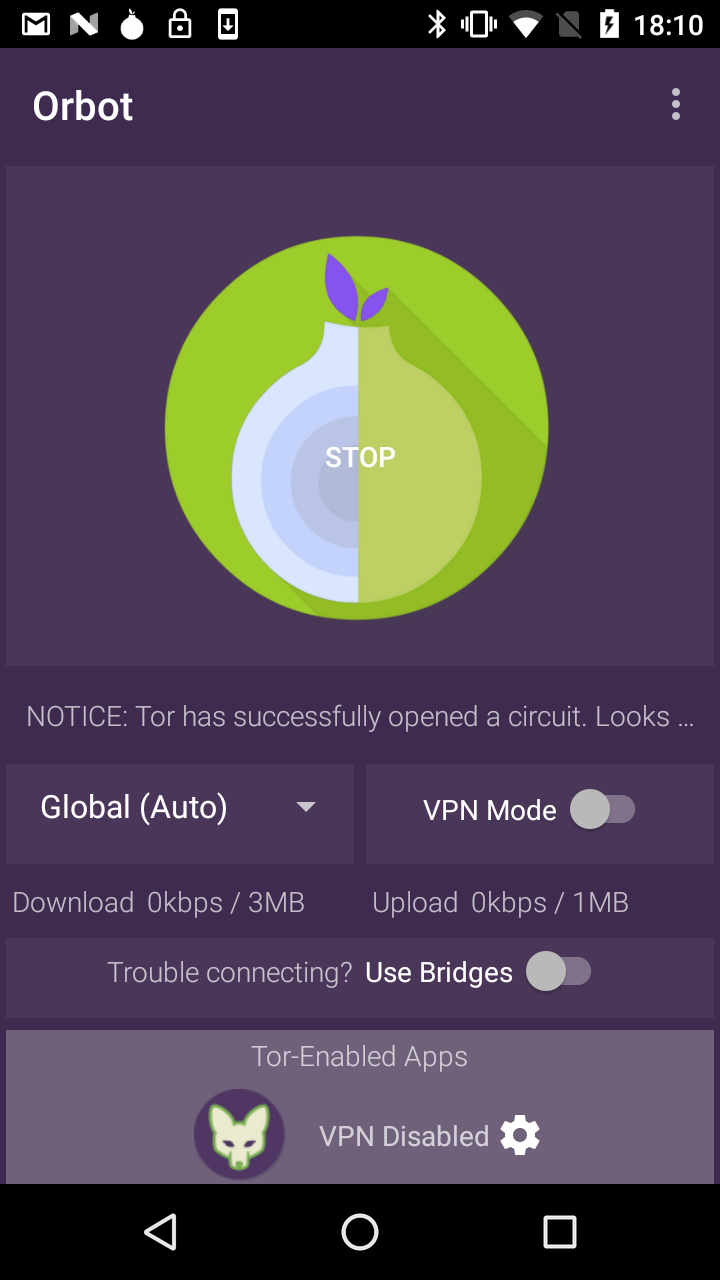 18:10
Orbot
STOP
NOTICE: Tor has successfully opened a circuit. Looks ...
Global (Auto)
VPN Mode
Download 0kbps / 3MB
Upload 0kbps / 1MB
Trouble connecting? Use Bridges
Tor-Enabled Apps
VPN Disabled